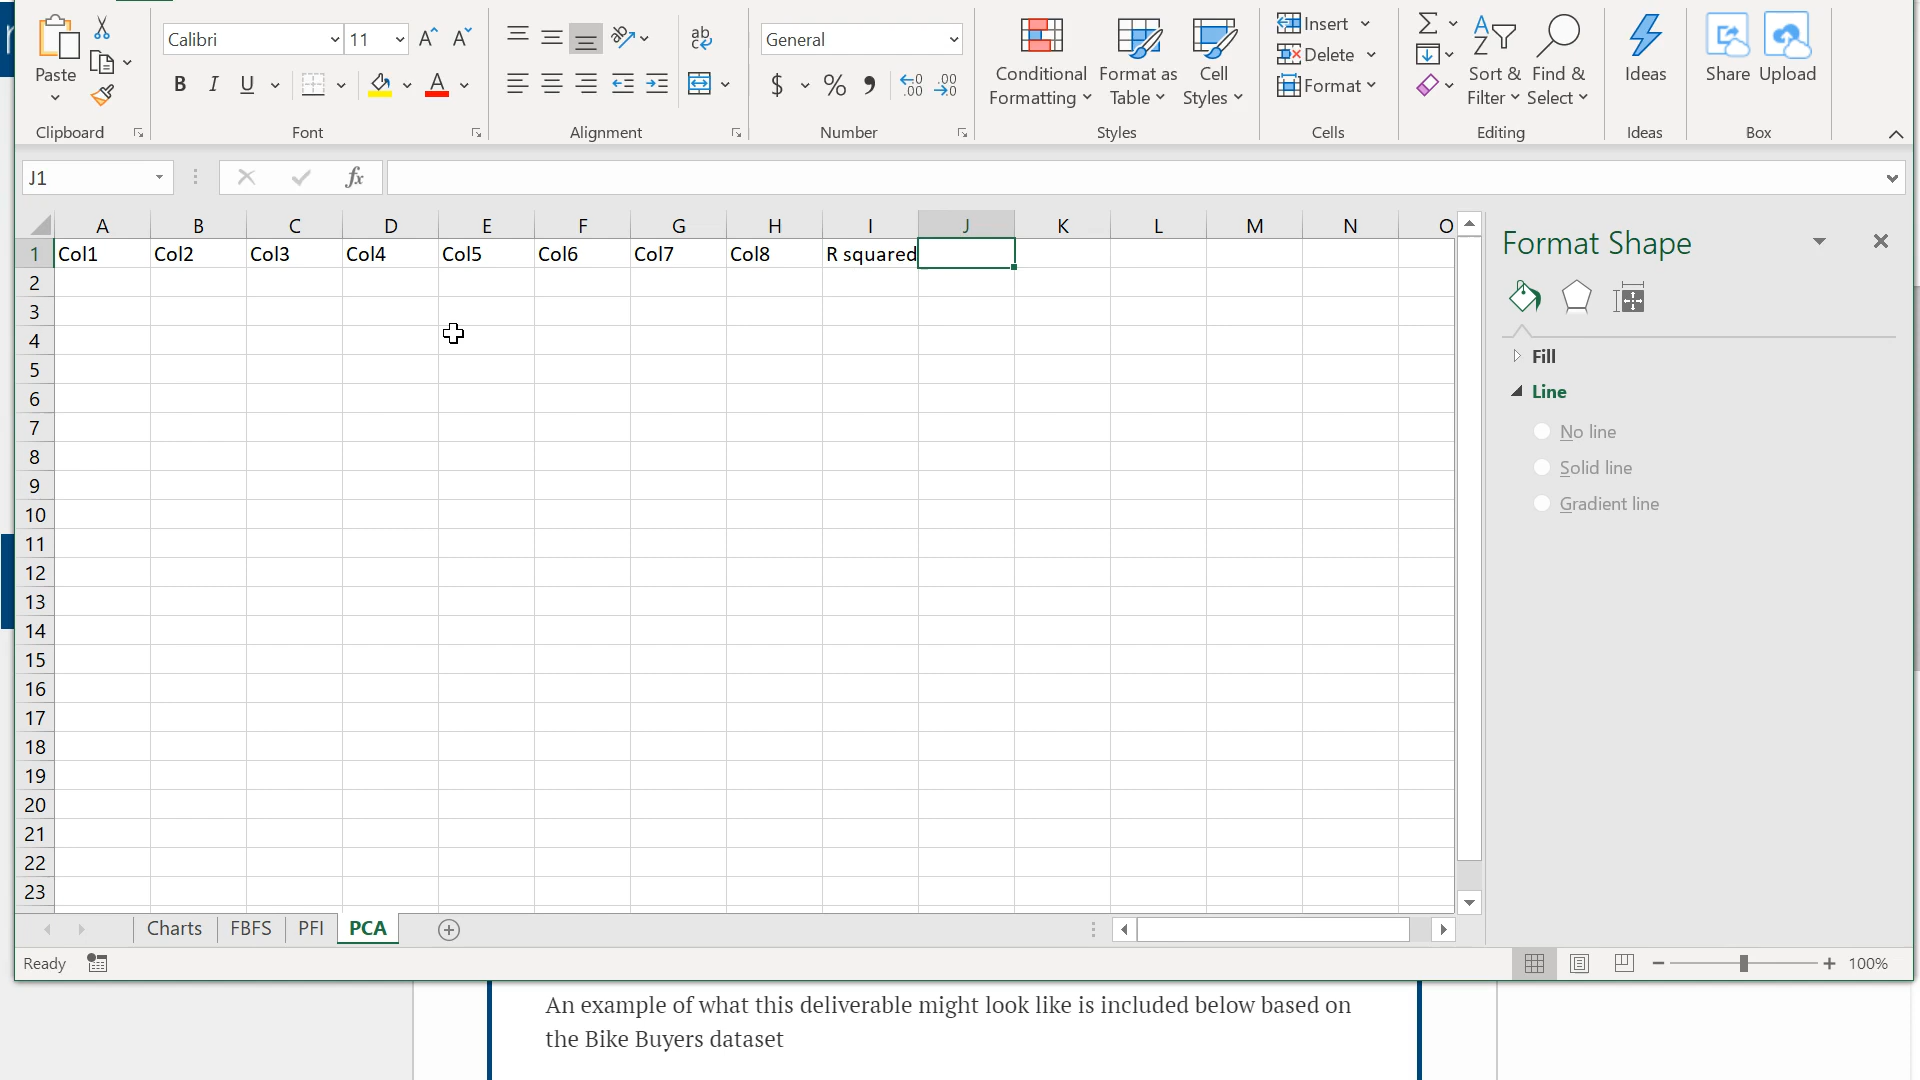 Paste
Clipboard
Calibri
11
A A
B I U A
Font
ab
Alignment
General
$ % 9 .00 .00
Number
Conditional Formatting
Format as Table
Cell Styles
Styles
Insert
Delete
Format
Cells
Sort & Filter
Find & Select
Editing
Ideas
Ideas
Share Upload
Box
J1
fx
A B C D E F G H I J K L M N O
1 Col1 Col2 Col3 Col4 Col5 Col6 Col7 Col8 R squared
2
3
4
5
6
7
8
9
10
11
12
13
14
15
16
17
18
19
20
21
22
23
Format Shape
Fill
Line
No line
Solid line
Gradient line
Charts FBFS PFI PCA
Ready
100%
An example of what this deliverable might look like is included below based on
the Bike Buyers dataset